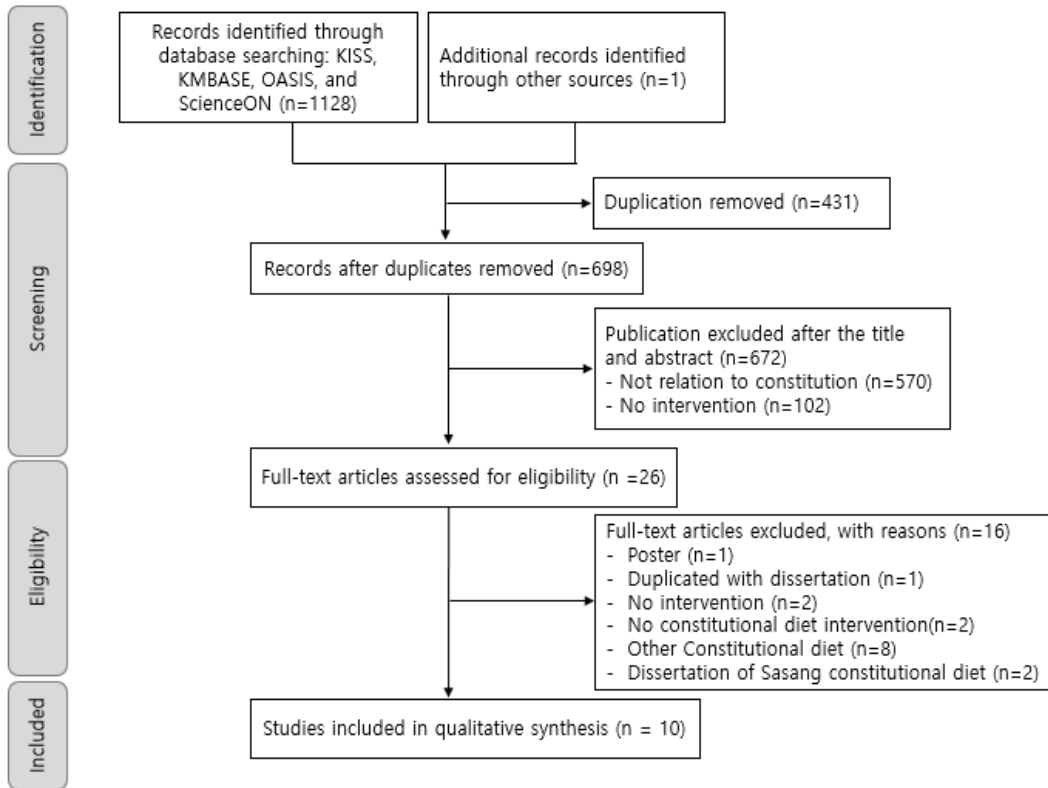 Identification
Records identified through
database searching: KISS,
KMBASE, OASIS, and
ScienceON (n=1128)
Additional records identified
through other sources (n=1)
Screening
Duplication removed (n=431)
Records after duplicates removed (n=698)
Publication excluded after the title
and abstract (n=672)
- Not relation to constitution (n=570)
- No intervention (n=102)
Eligibility
Full-text articles assessed for eligibility (n =26)
Full-text articles excluded, with reasons (n=16)
- Poster (n=1)
- Duplicated with dissertation (n=1)
- No intervention (n=2)
- No constitutional diet intervention(n=2)
- Other Constitutional diet (n=8)
- Dissertation of Sasang constitutional diet (n=2)
Included
Studies included in qualitative synthesis (n = 10)